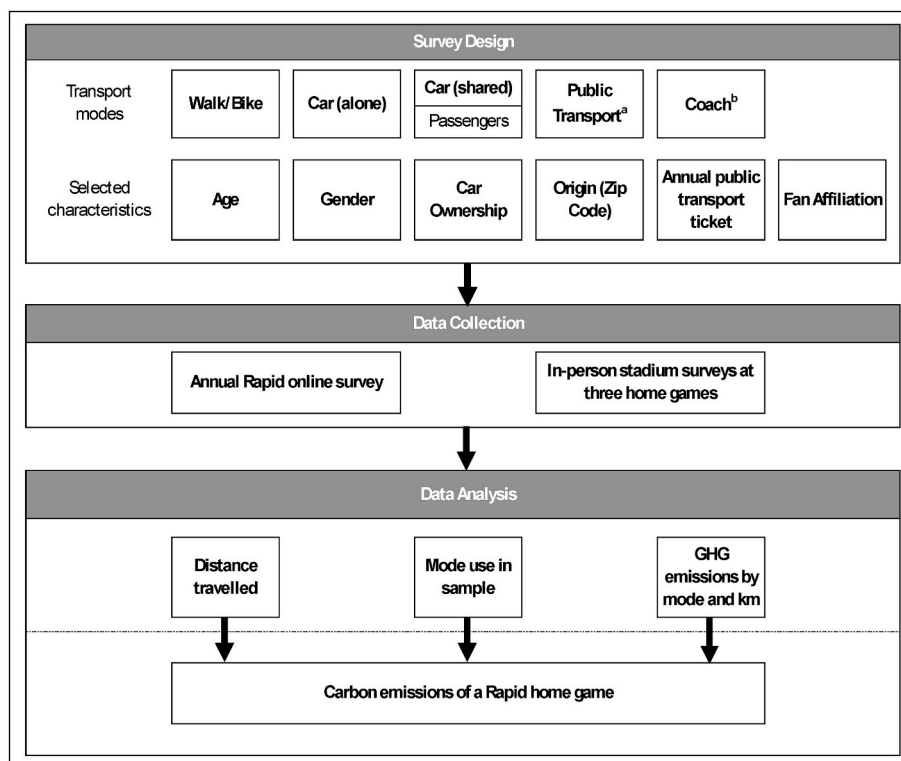 Survey Design
Transport
modes
Walk/Bike
Car (alone)
Car (shared)
Passengers
Public
Transportᵃ
Coachᵇ
Selected
characteristics
Age
Gender
Car
Ownership
Origin (Zip
Code)
Annual public
transport
ticket
Fan Affiliation
Data Collection
Annual Rapid online survey
In-person stadium surveys at
three home games
Data Analysis
Distance
travelled
Mode use in
sample
GHG
emissions by
mode and km
Carbon emissions of a Rapid home game